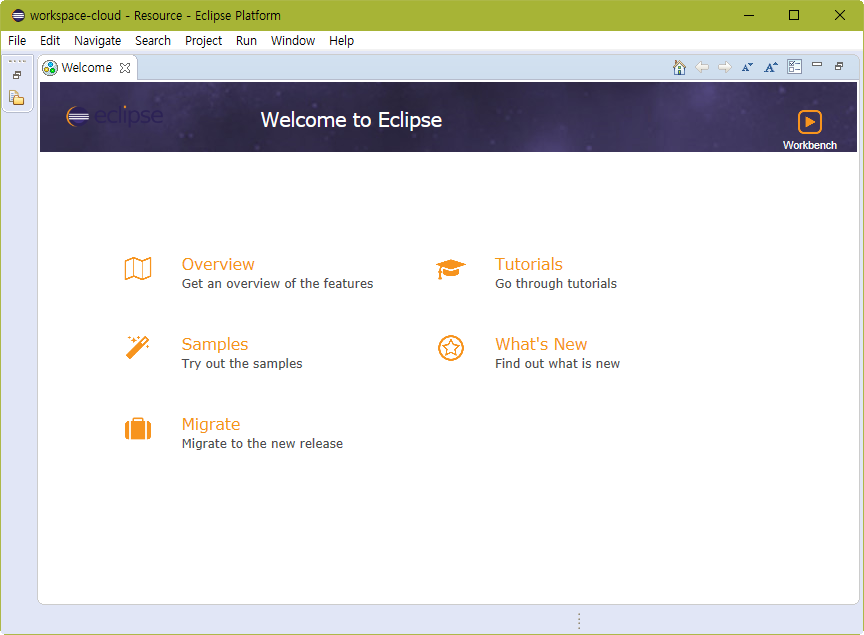 workspace-cloud - Resource - Eclipse Platform
File Edit Navigate Search Project Run Window Help
Welcome
eclipse
Welcome to Eclipse
Workbench
Overview
Get an overview of the features
Tutorials
Go through tutorials
Samples
Try out the samples
What's New
Find out what is new
Migrate
Migrate to the new release